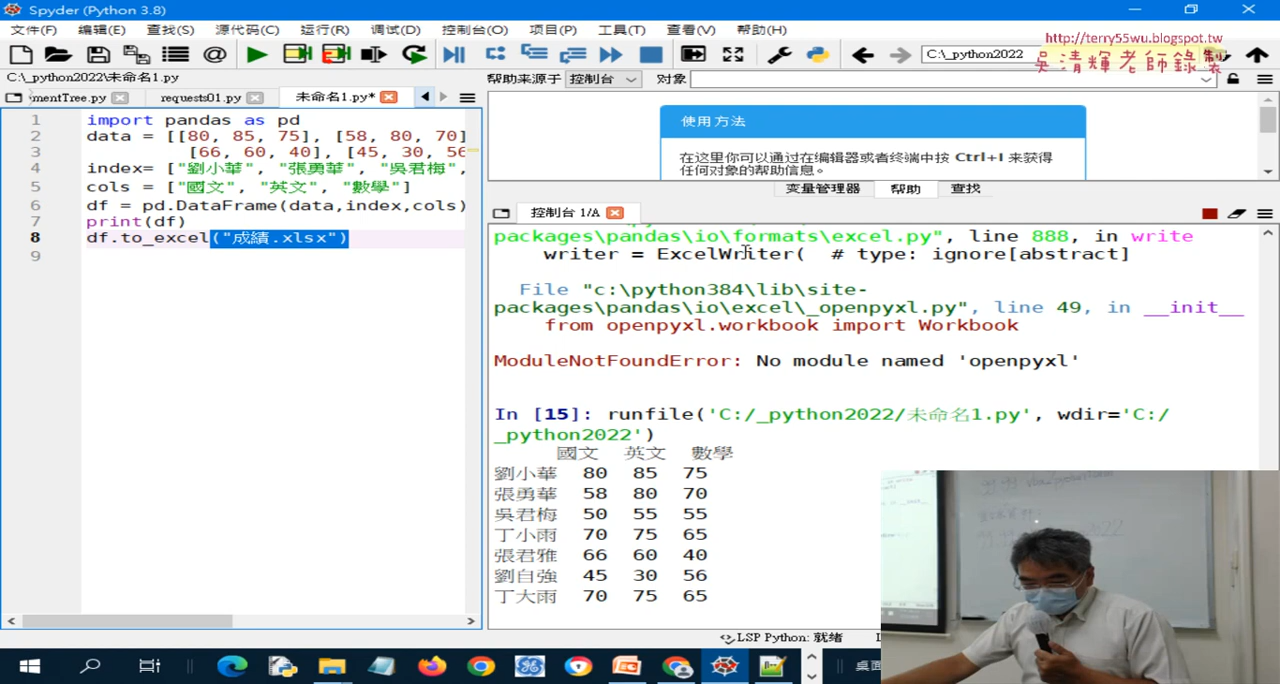 Spyder (Python 3.8)
文件(F) 编辑(E) 查找(S) 源代码(C) 运行(R) 调试(D) 控制台(O) 项目(P) 工具(T) 查看(V) 帮助(H)
http://terry55wu.blogspot.tw
吳清輝老師錄製
C:\_python2022
C:\_python2022\未命名1.py
帮助来源于 控制台 对象
mentTree.py requests01.py 未命名1.py*
1 import pandas as pd
2 data = [[80, 85, 75], [58, 80, 70]
3 [66, 60, 40], [45, 30, 56
4 index= ["劉小華", "張勇華", "吳君梅",
5 cols = ["國文", "英文", "數學"]
6 df = pd.DataFrame(data,index,cols)
7 print(df)
8 df.to_excel("成績.xlsx")
9
使用方法
在这里你可以通过在编辑器或者终端中按 Ctrl+I 来获得
任何对象的帮助信息。
变量管理器 帮助 查找
控制台 1/A
packages\pandas\io\formats\excel.py", line 888, in write
writer = ExcelWriter( # type: ignore[abstract]
File "c:\python384\lib\site-
packages\pandas\io\excel\_openpyxl.py", line 49, in __init__
from openpyxl.workbook import Workbook
ModuleNotFoundError: No module named 'openpyxl'
In [15]: runfile('C:/_python2022/未命名1.py', wdir='C:/
_python2022')
國文 英文 數學
劉小華 80 85 75
張勇華 58 80 70
吳君梅 50 55 55
丁小雨 70 75 65
張君雅 66 60 40
劉自強 45 30 56
丁大雨 70 75 65
LSP Python: 就绪
桌面